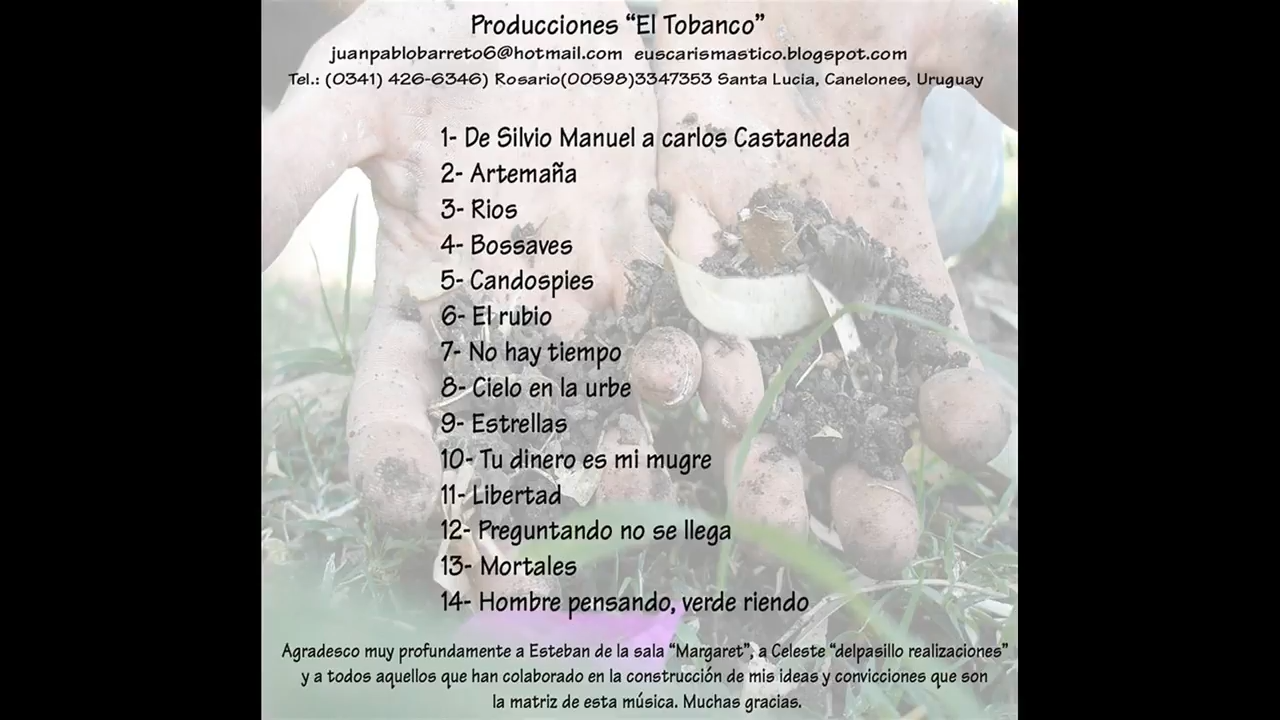 Producciones “El Tobanco”
juanpablobarreto6@hotmail.com euscarismastico.blogspot.com
Tel.: (0341) 426-6346) Rosario(00598)3347353 Santa Lucia, Canelones, Uruguay
1- De Silvio Manuel a carlos Castaneda
2- Artemaña
3- Rios
4- Bossaves
5- Candospies
6- El rubio
7- No hay tiempo
8- Cielo en la urbe
9- Estrellas
10- Tu dinero es mi mugre
11- Libertad
12- Preguntando no se llega
13- Mortales
14- Hombre pensando, verde riendo
Agradesco muy profundamente a Esteban de la sala “Margaret”, a Celeste “delpasillo realizaciones”
y a todos aquellos que han colaborado en la construcción de mis ideas y convicciones que son
la matriz de esta música. Muchas gracias.